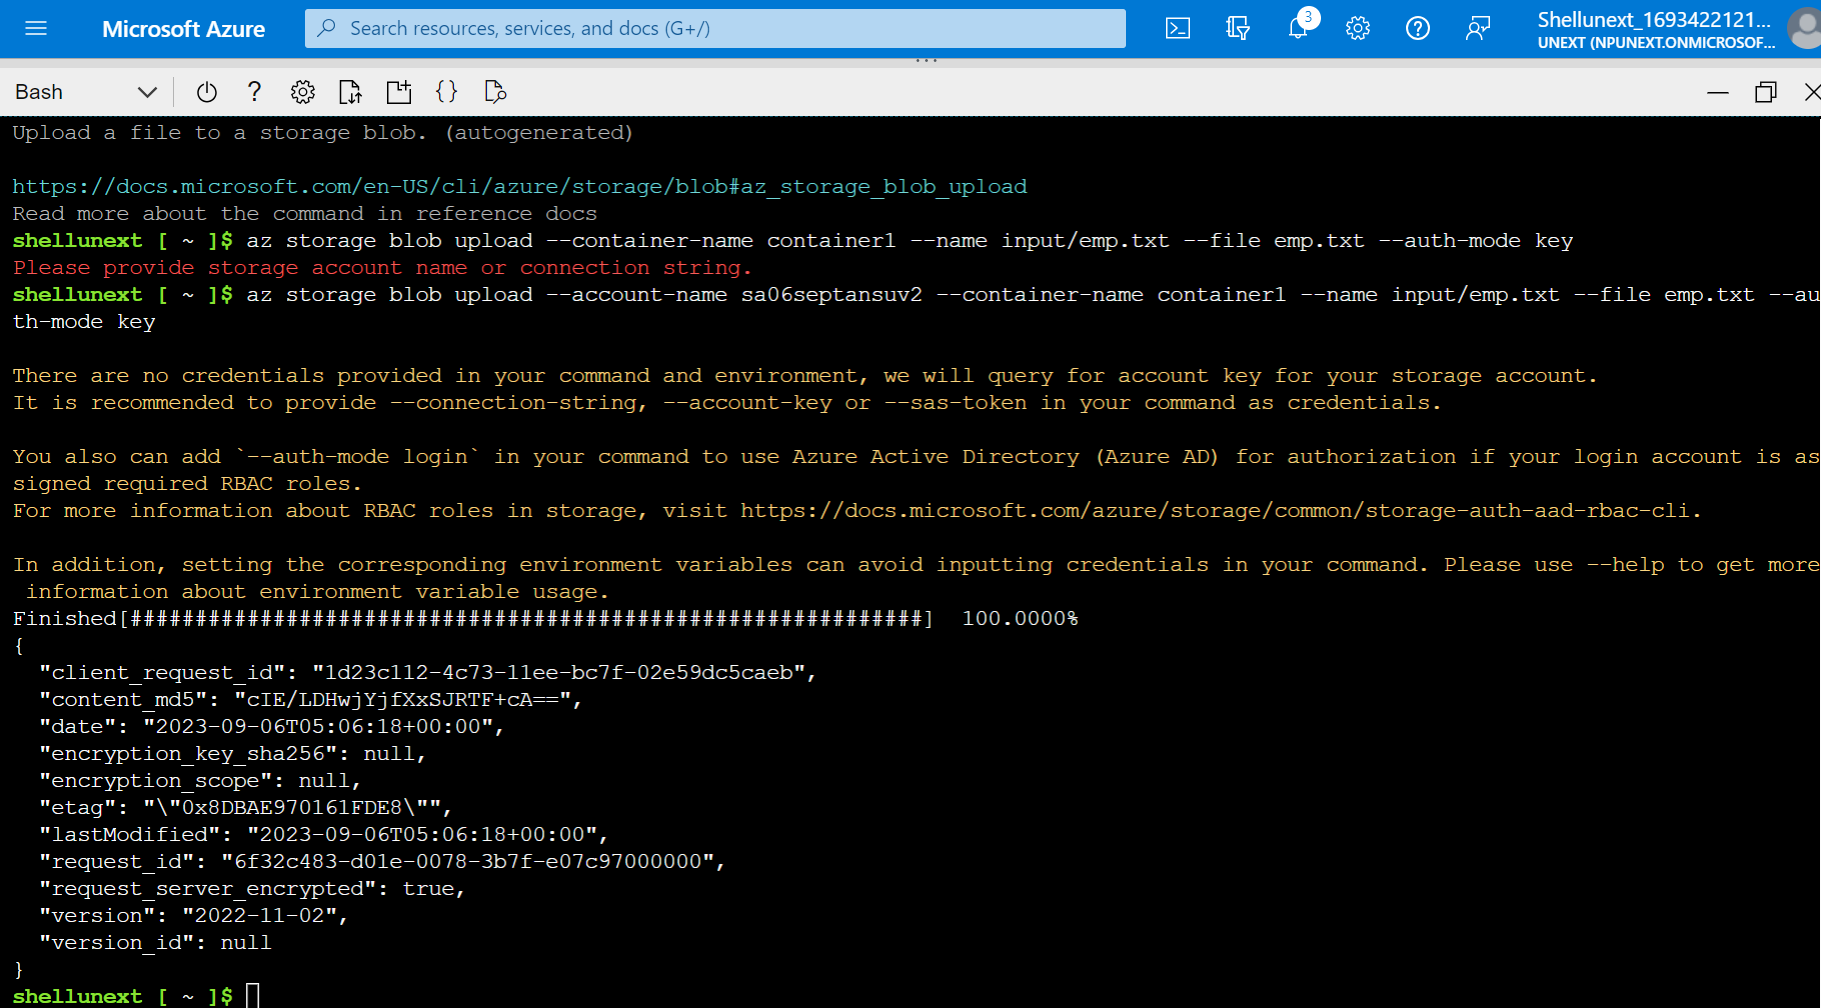 Microsoft Azure
Search resources, services, and docs (G+/)
3
Shellunext_1693422121...
UNEXT (NPUNEXT.ONMICROSOF...
Bash
Upload a file to a storage blob. (autogenerated)
https://docs.microsoft.com/en-US/cli/azure/storage/blob#az_storage_blob_upload
Read more about the command in reference docs
shellunext [ ~ ]$ az storage blob upload --container-name container1 --name input/emp.txt --file emp.txt --auth-mode key
Please provide storage account name or connection string.
shellunext [ ~ ]$ az storage blob upload --account-name sa06septansuv2 --container-name container1 --name input/emp.txt --file emp.txt --au
th-mode key
There are no credentials provided in your command and environment, we will query for account key for your storage account.
It is recommended to provide --connection-string, --account-key or --sas-token in your command as credentials.
You also can add `--auth-mode login` in your command to use Azure Active Directory (Azure AD) for authorization if your login account is as
signed required RBAC roles.
For more information about RBAC roles in storage, visit https://docs.microsoft.com/azure/storage/common/storage-auth-aad-rbac-cli.
In addition, setting the corresponding environment variables can avoid inputting credentials in your command. Please use --help to get more
 information about environment variable usage.
Finished[#############################################################]  100.0000%
{
  "client_request_id": "1d23c112-4c73-11ee-bc7f-02e59dc5caeb",
  "content_md5": "cIE/LDHwjYjfXxSJRTF+cA==",
  "date": "2023-09-06T05:06:18+00:00",
  "encryption_key_sha256": null,
  "encryption_scope": null,
  "etag": "\"0x8DBAE970161FDE8\"",
  "lastModified": "2023-09-06T05:06:18+00:00",
  "request_id": "6f32c483-d01e-0078-3b7f-e07c97000000",
  "request_server_encrypted": true,
  "version": "2022-11-02",
  "version_id": null
}
shellunext [ ~ ]$